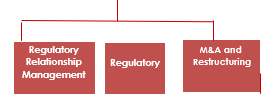 Regulatory
Relationship
Management
Regulatory
M&A and
Restructuring